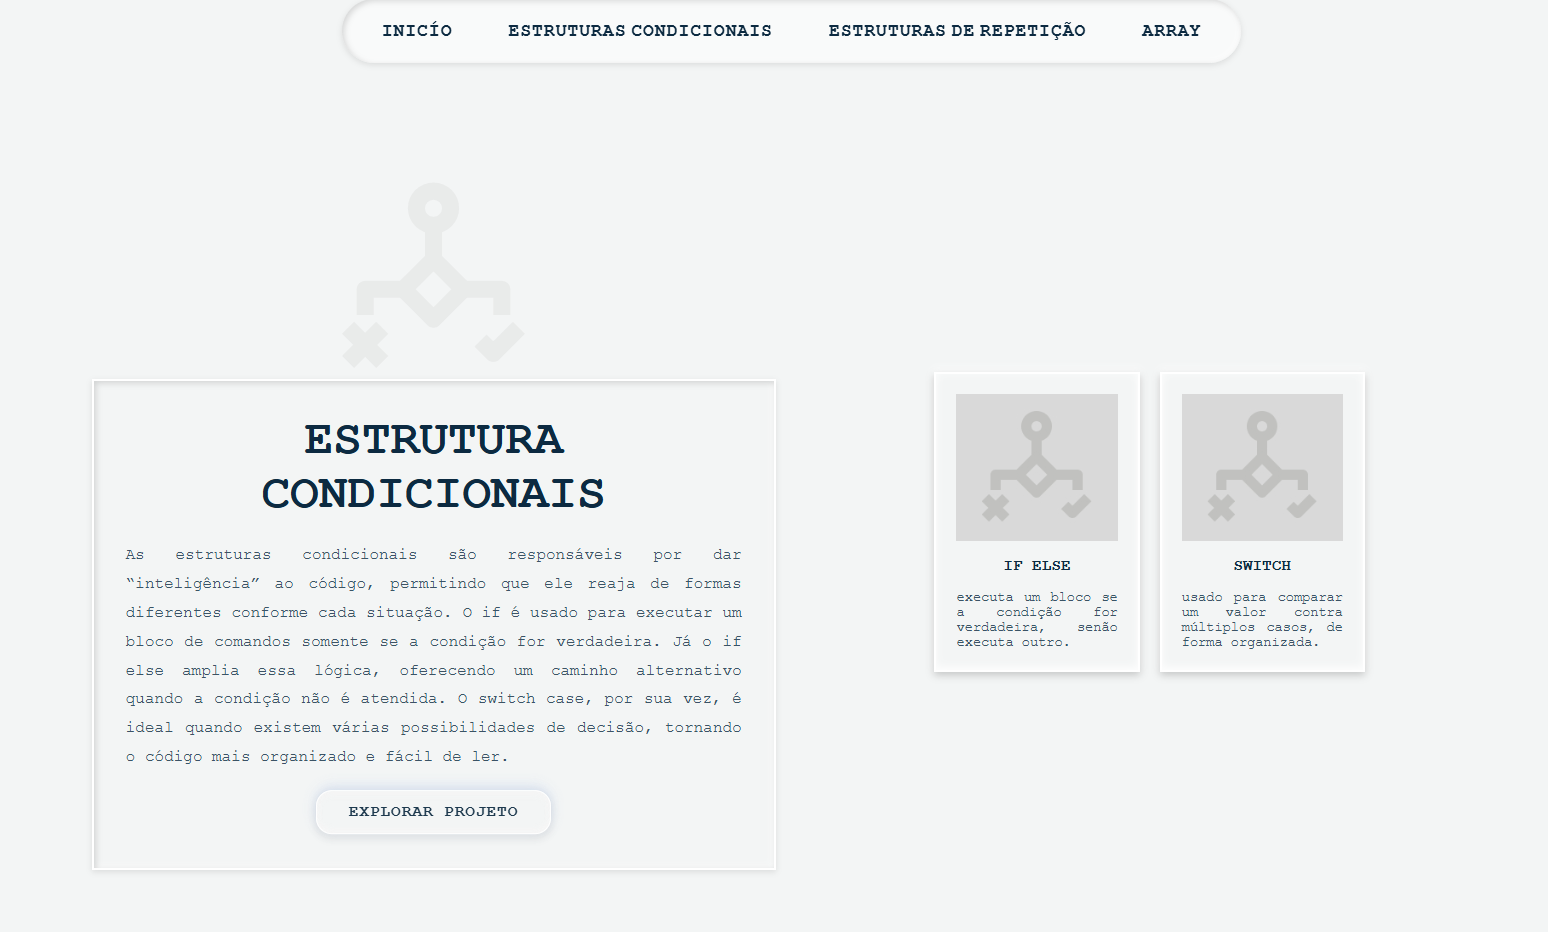 INICÍO
ESTRUTURAS CONDICIONAIS
ESTRUTURAS DE REPETIÇÃO
ARRAY
ESTRUTURA
CONDICIONAIS
As estruturas condicionais são responsáveis por dar
“inteligência” ao código, permitindo que ele reaja de formas
diferentes conforme cada situação. O if é usado para executar um
bloco de comandos somente se a condição for verdadeira. Já o if
else amplia essa lógica, oferecendo um caminho alternativo
quando a condição não é atendida. O switch case, por sua vez, é
ideal quando existem várias possibilidades de decisão, tornando
o código mais organizado e fácil de ler.
EXPLORAR PROJETO
IF ELSE
executa um bloco se
a condição for
verdadeira, senão
executa outro.
SWITCH
usado para comparar
um valor contra
múltiplos casos, de
forma organizada.